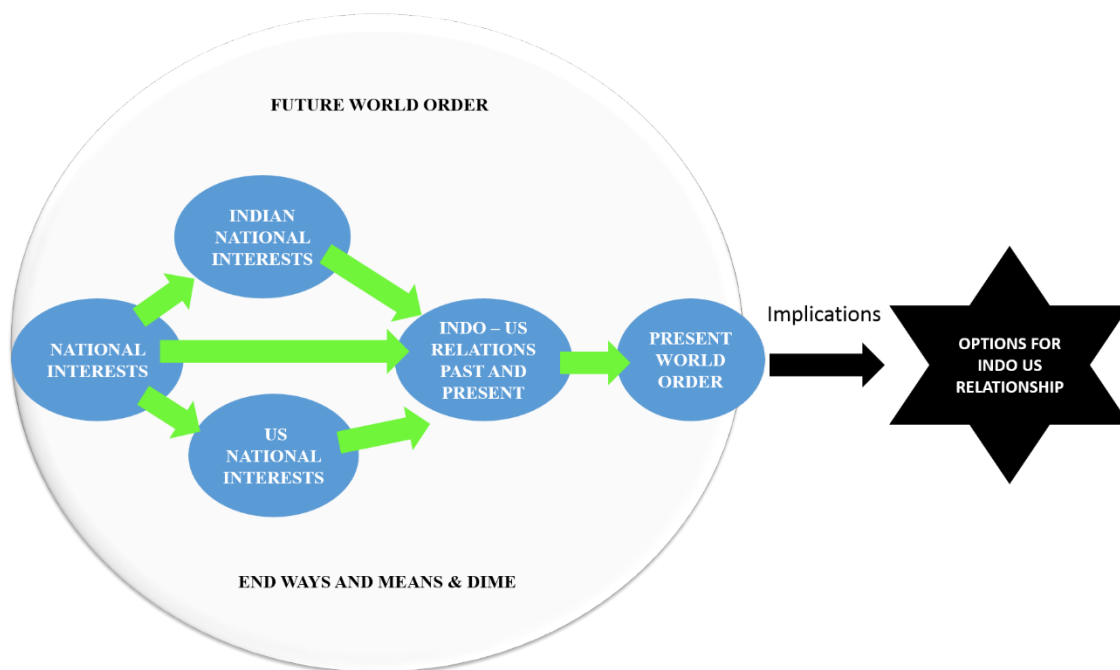 FUTURE WORLD ORDER
INDIAN
NATIONAL
INTERESTS
NATIONAL
INTERESTS
INDO – US
RELATIONS
PAST AND
PRESENT
PRESENT
WORLD
ORDER
Implications
OPTIONS FOR
INDO US
RELATIONSHIP
US
NATIONAL
INTERESTS
END WAYS AND MEANS & DIME